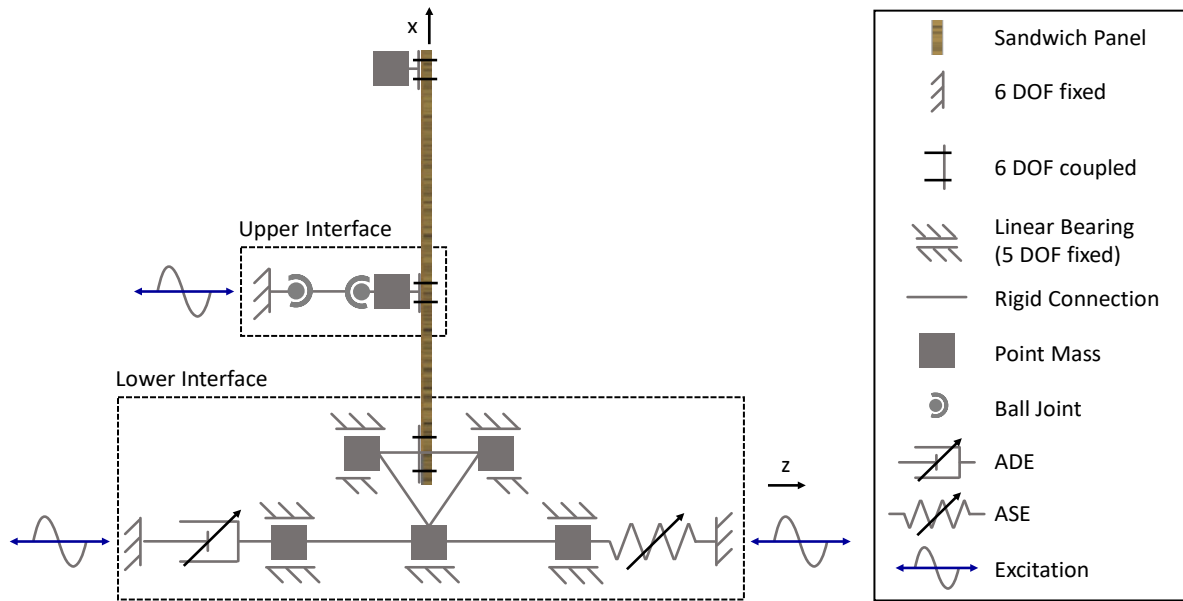 x
Upper Interface
Lower Interface
z
Sandwich Panel
6 DOF fixed
6 DOF coupled
Linear Bearing
(5 DOF fixed)
Rigid Connection
Point Mass
Ball Joint
ADE
ASE
Excitation